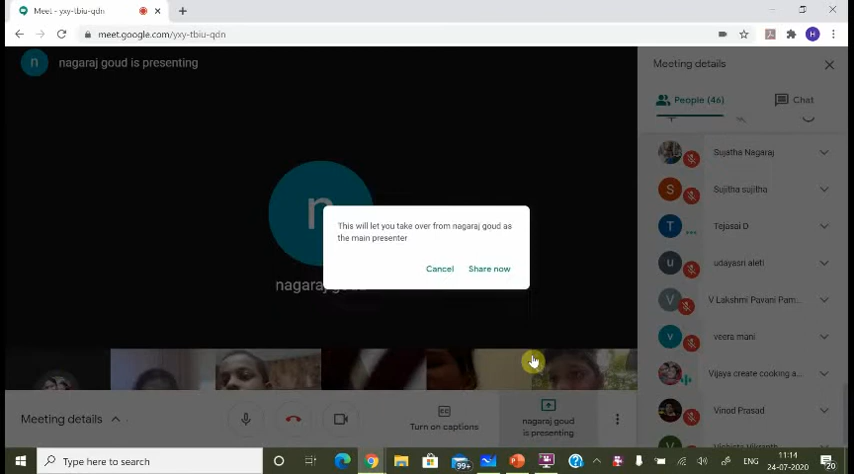 Meet - yxy-tbiu-qdn
meet.google.com/yxy-tbiu-qdn
H
n
nagaraj goud is presenting
Meeting details
People (46)
Chat
Sujatha Nagaraj
S
Sujitha sujitha
T
Tejasai D
u
udayasri aleti
V
V Lakshmi Pavani Pam...
v
veera mani
Vijaya create cooking a...
Vinod Prasad
This will let you take over from nagaraj goud as
the main presenter
Cancel
Share now
Meeting details
Turn on captions
nagaraj goud
is presenting
Type here to search
99+
ENG
11:14
24-07-2020
20